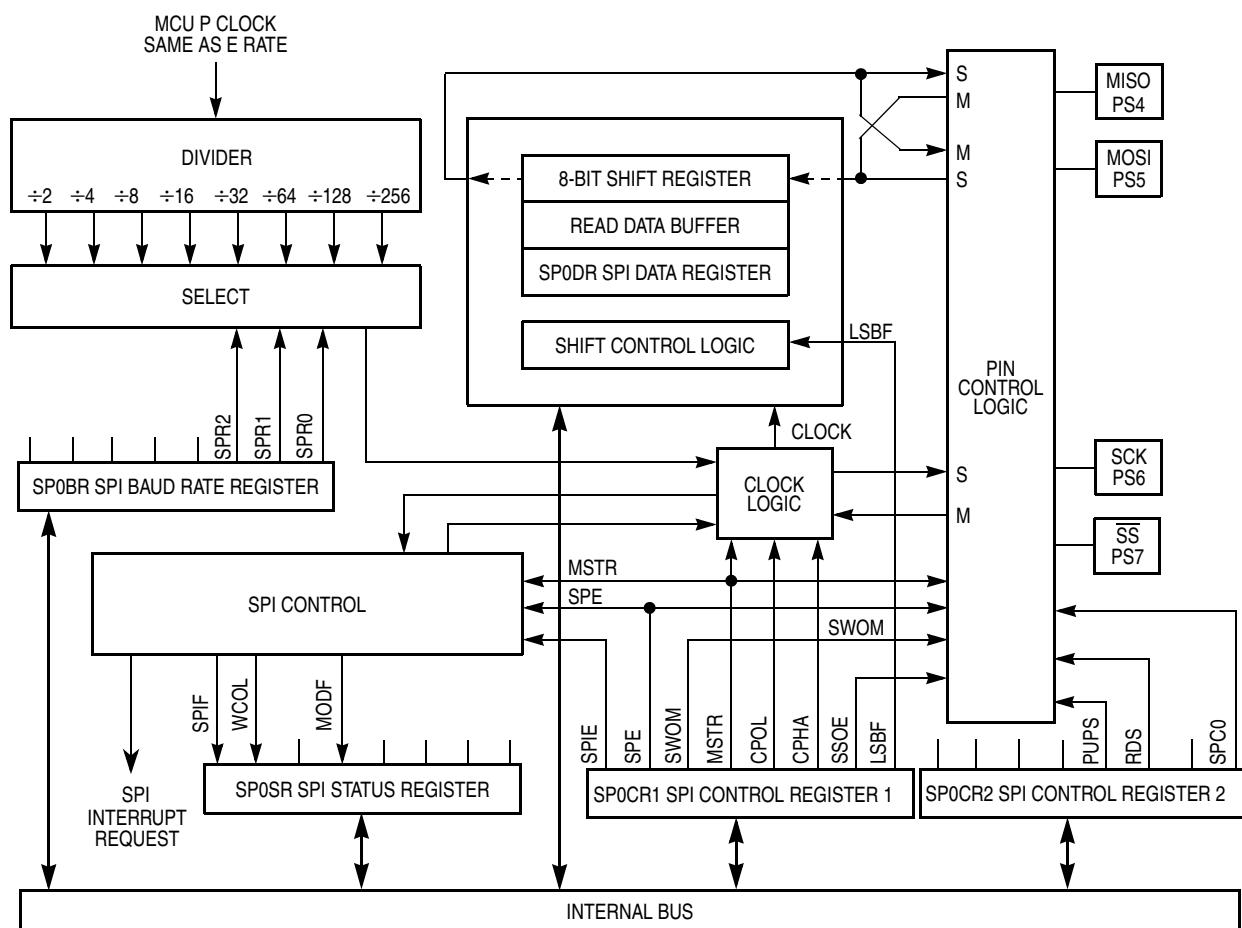 MCU P CLOCK
SAME AS E RATE
DIVIDER
÷2 ÷4 ÷8 ÷16 ÷32 ÷64 ÷128 ÷256
SELECT
SPR2
SPR1
SPR0
SP0BR SPI BAUD RATE REGISTER
8-BIT SHIFT REGISTER
READ DATA BUFFER
SP0DR SPI DATA REGISTER
SHIFT CONTROL LOGIC
LSBF
CLOCK
CLOCK
LOGIC
S
M
M
S
PIN
CONTROL
LOGIC
S
M
MISO
PS4
MOSI
PS5
SCK
PS6
SS
PS7
SPI CONTROL
MSTR
SPE
SWOM
SPIF
WCOL
MODF
SPI
INTERRUPT
REQUEST
SP0SR SPI STATUS REGISTER
SPIE
SPE
SWOM
MSTR
CPOL
CPHA
SSOE
LSBF
SP0CR1 SPI CONTROL REGISTER 1
PUPS
RDS
SPC0
SP0CR2 SPI CONTROL REGISTER 2
INTERNAL BUS